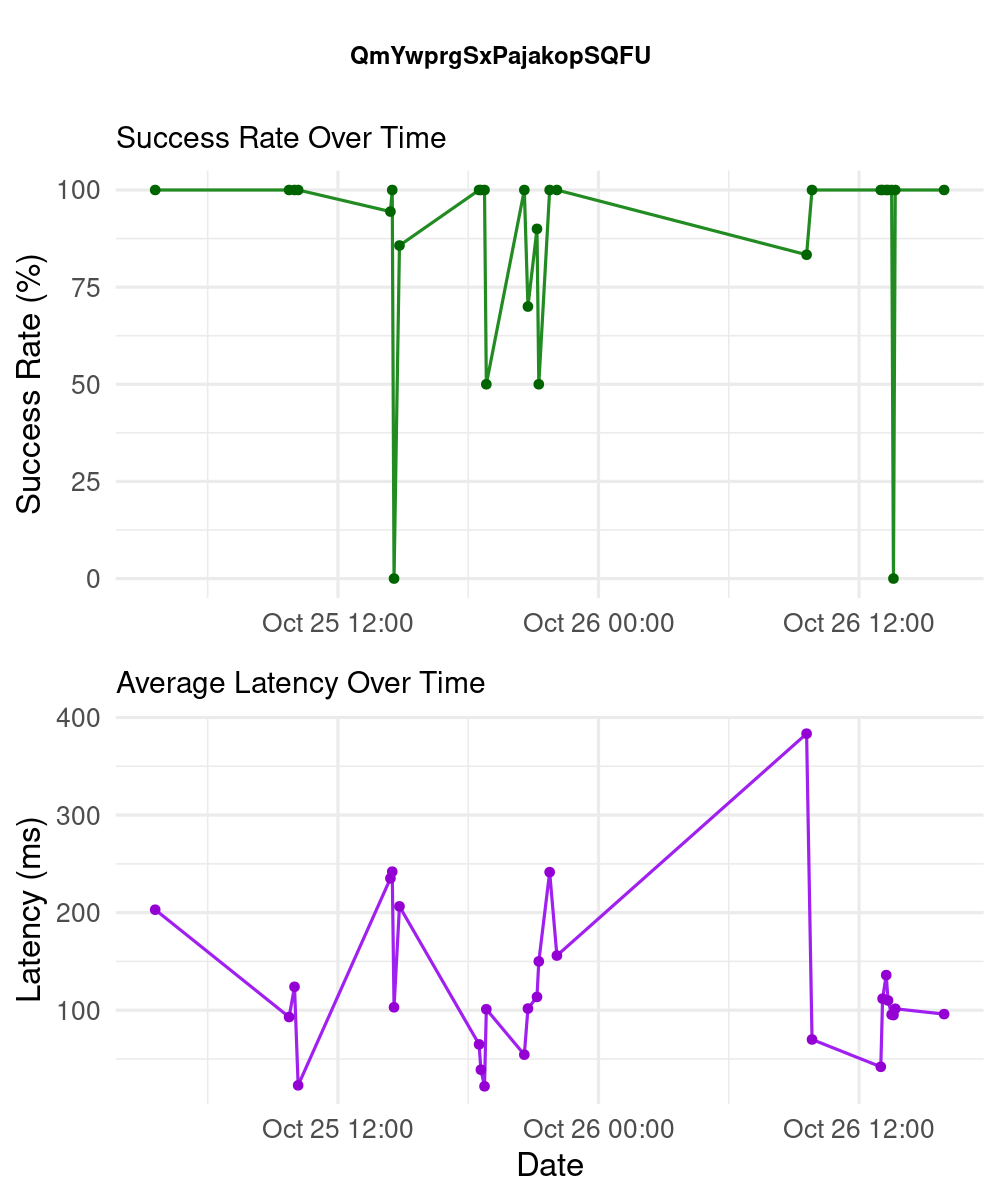 QmYwprgSxPajakopSQFU
Success Rate Over Time
Success Rate (%)
100
75
50
25
0
Oct 25 12:00 Oct 26 00:00 Oct 26 12:00
Average Latency Over Time
Latency (ms)
400
300
200
100
Oct 25 12:00 Oct 26 00:00 Oct 26 12:00
Date